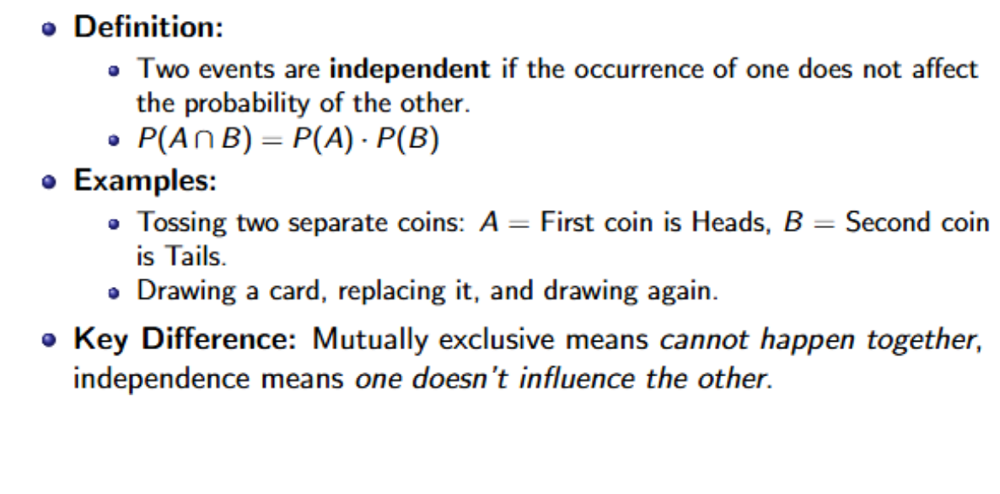 Definition:
Two events are independent if the occurrence of one does not affect
the probability of the other.
P(A ∩ B) = P(A) · P(B)
Examples:
Tossing two separate coins: A = First coin is Heads, B = Second coin
is Tails.
Drawing a card, replacing it, and drawing again.
Key Difference: Mutually exclusive means cannot happen together,
independence means one doesn't influence the other.